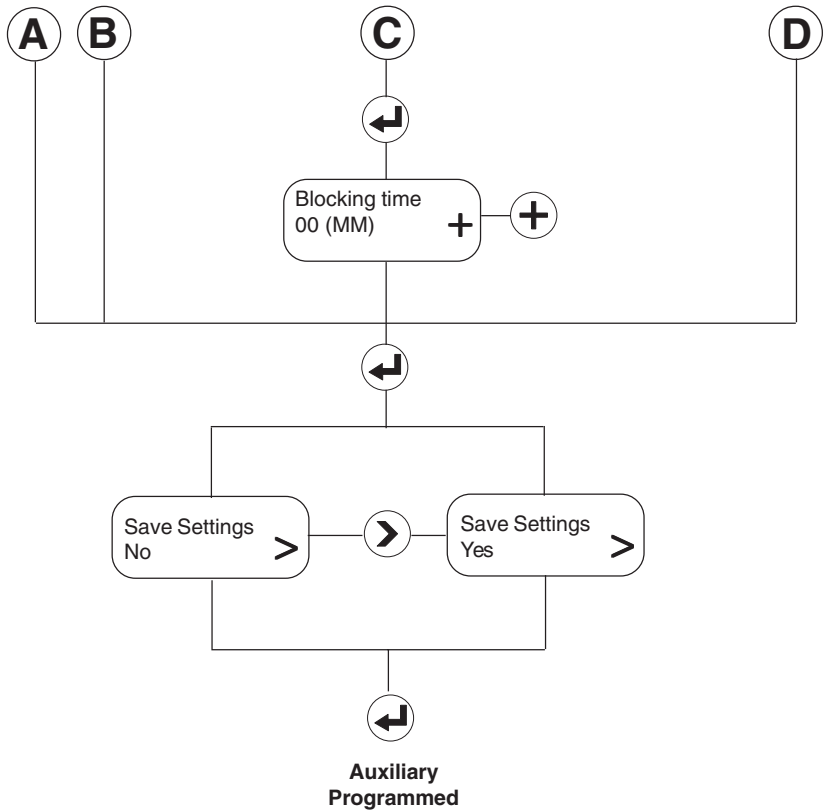 A
B
C
D
Blocking time
00 (MM)
+
+
Save Settings
No
>
>
Save Settings
Yes
>
Auxiliary
Programmed